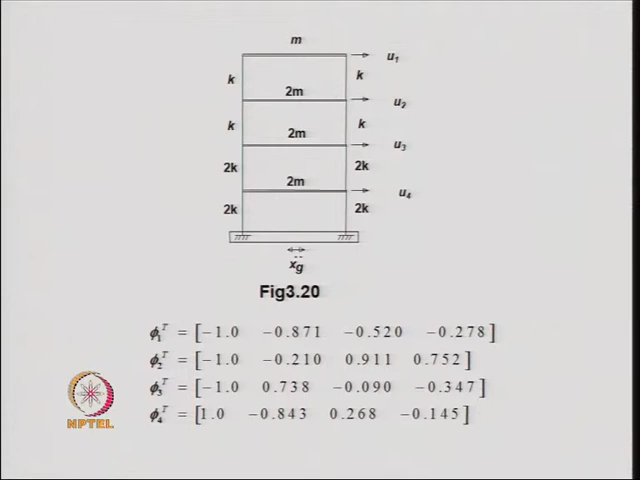 m
k k u₁
2m
u₂
k k
2m
u₃
2k 2k
2m
u₄
2k 2k
ẍg
Fig3.20
ϕ₁ᵀ = [−1.0 −0.871 −0.520 −0.278]
ϕ₂ᵀ = [−1.0 −0.210 0.911 0.752]
ϕ₃ᵀ = [−1.0 0.738 −0.090 −0.347]
ϕ₄ᵀ = [1.0 −0.843 0.268 −0.145]
NPTEL